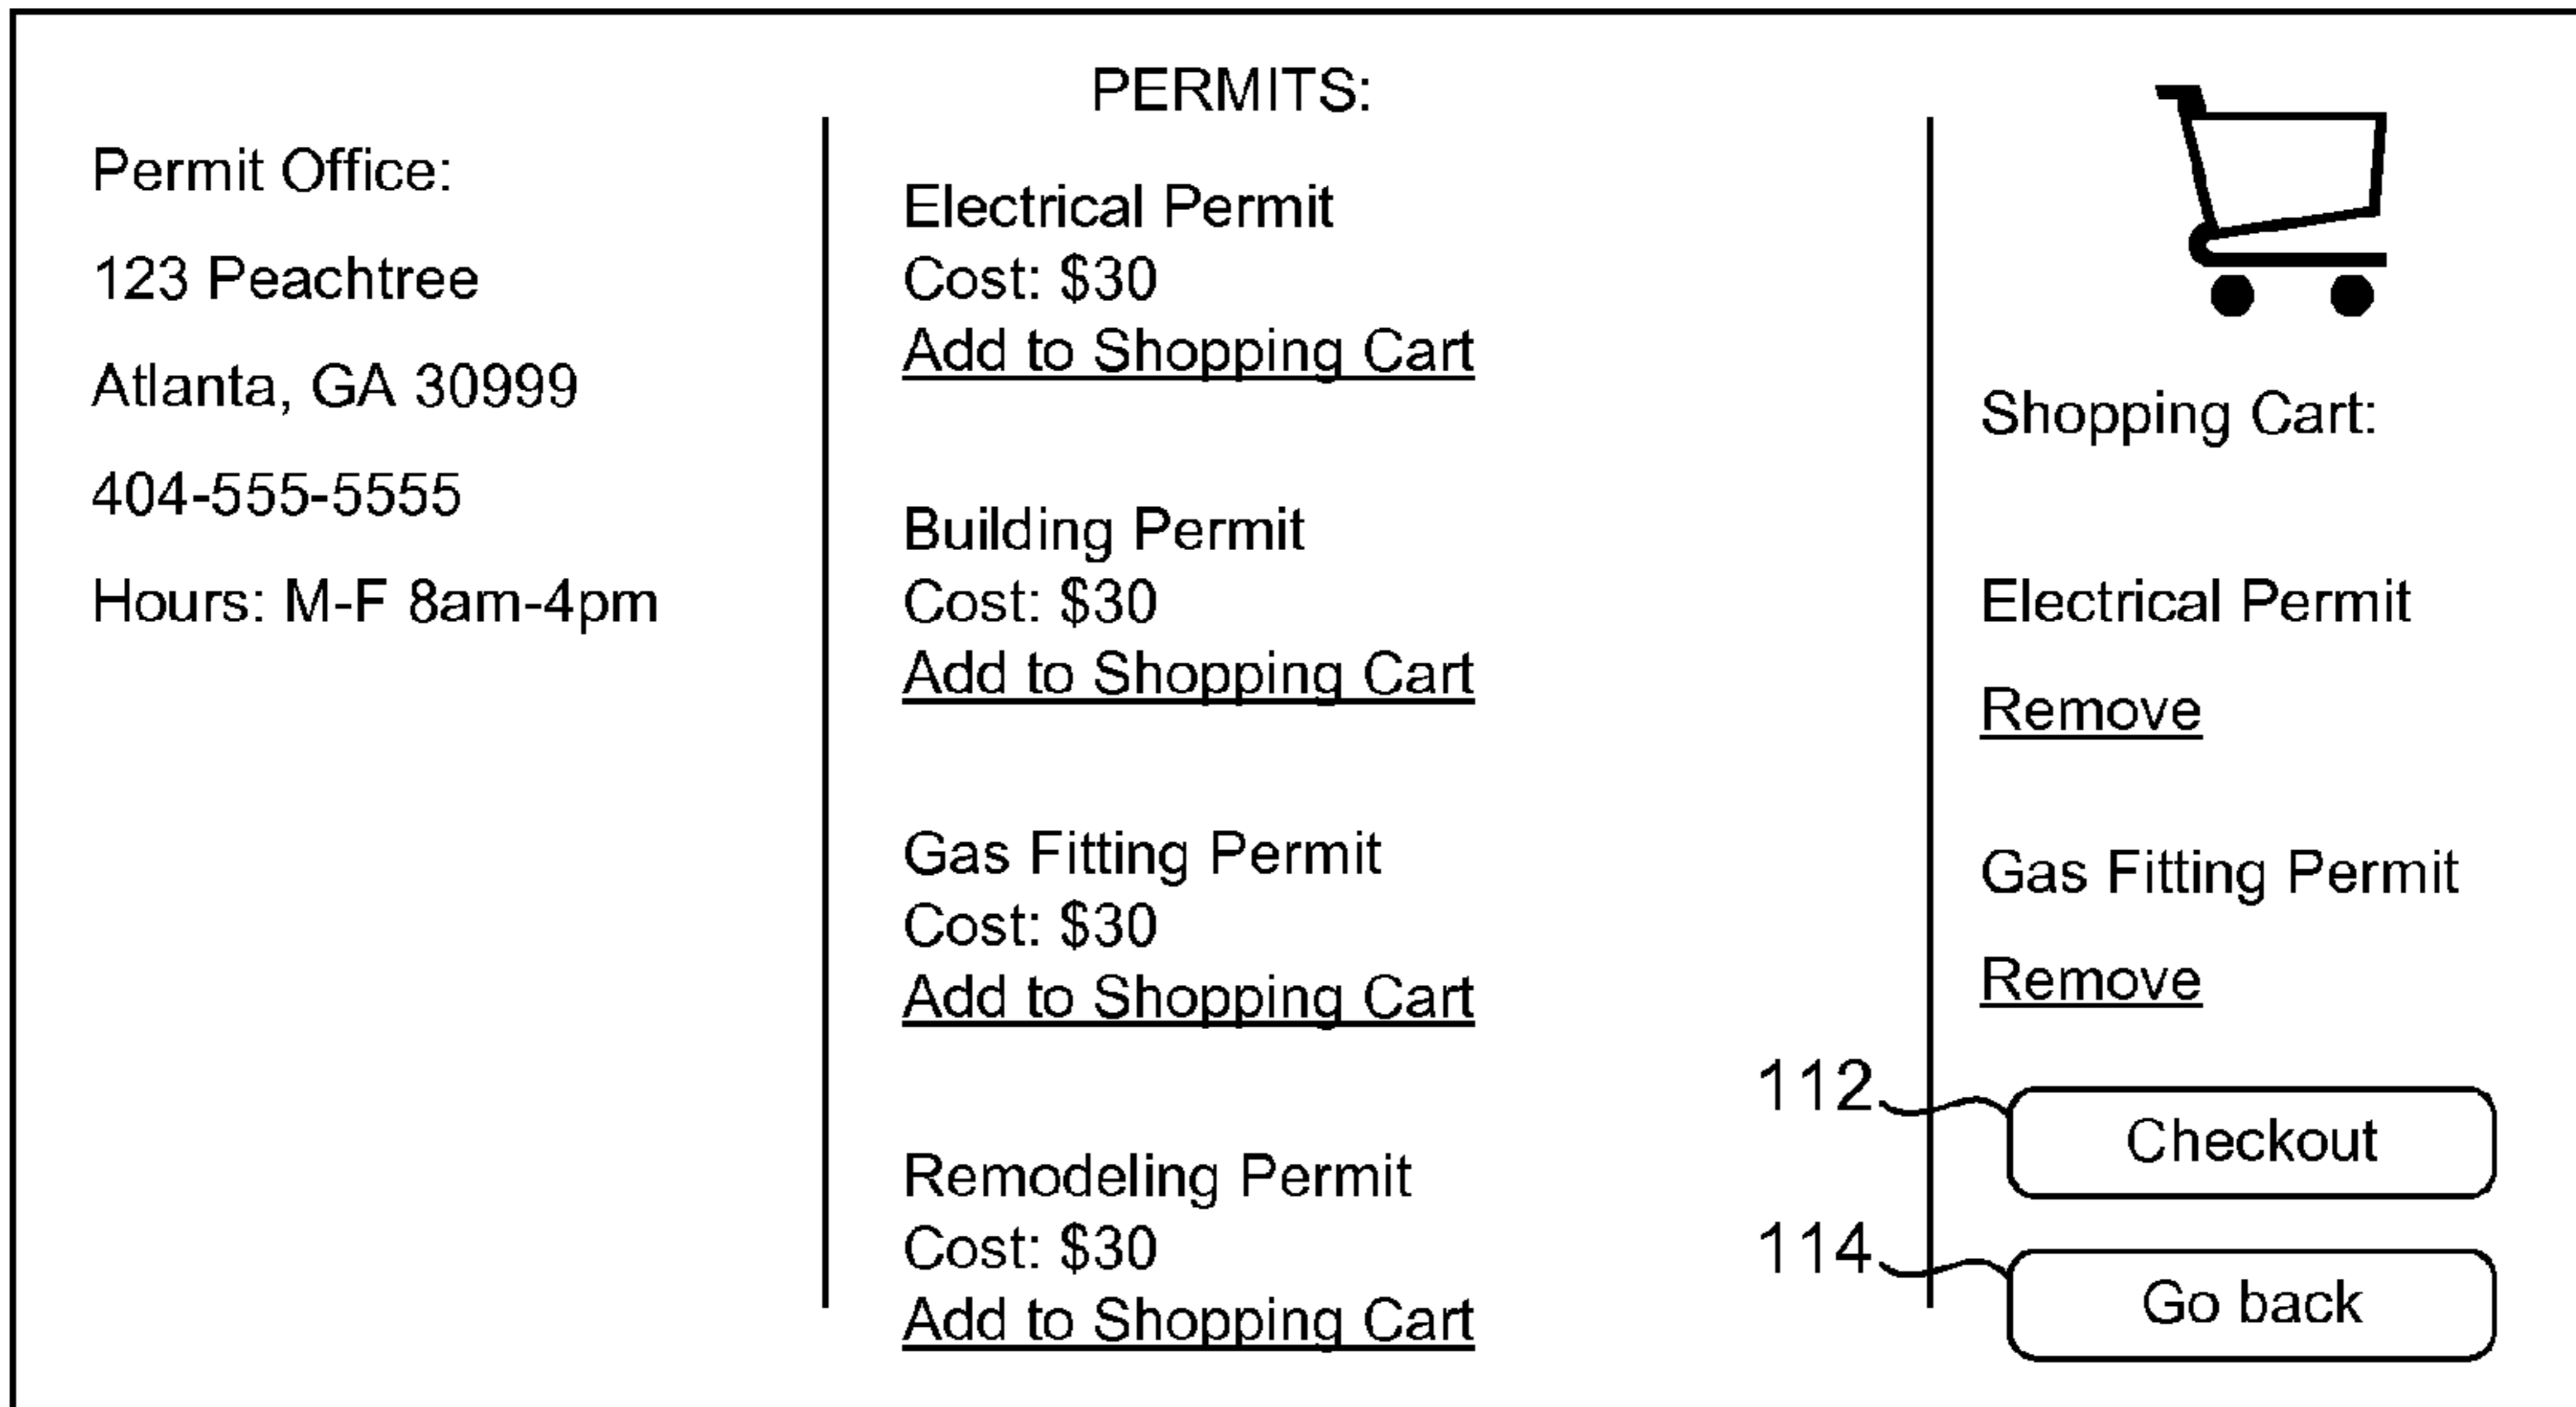 PERMITS:
Permit Office:
123 Peachtree
Atlanta, GA 30999
404-555-5555
Hours: M-F 8am-4pm
Electrical Permit
Cost: $30
Add to Shopping Cart
Building Permit
Cost: $30
Add to Shopping Cart
Gas Fitting Permit
Cost: $30
Add to Shopping Cart
Remodeling Permit
Cost: $30
Add to Shopping Cart
Shopping Cart:
Electrical Permit
Remove
Gas Fitting Permit
Remove
112
Checkout
114
Go back